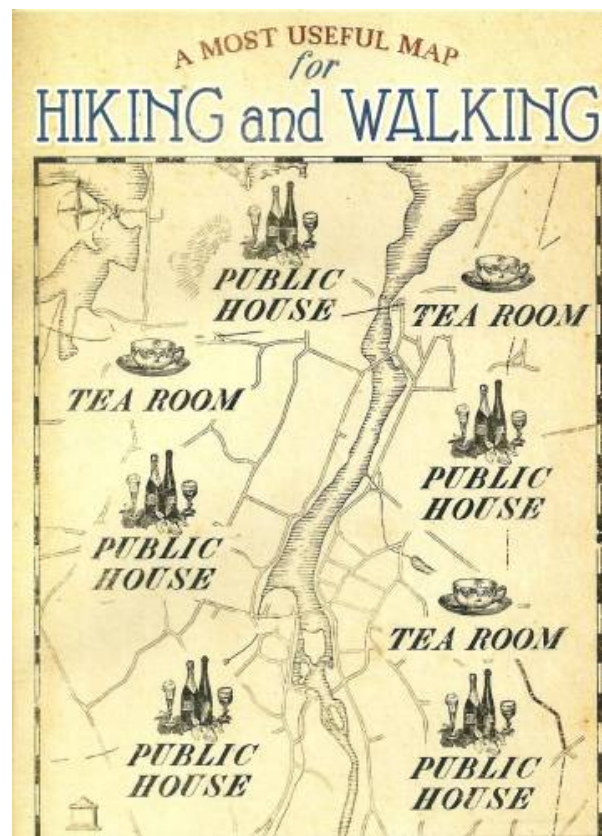 A MOST USEFUL MAP
for
HIKING and WALKING
PUBLIC
HOUSE
TEA ROOM
TEA ROOM
PUBLIC
HOUSE
PUBLIC
HOUSE
TEA ROOM
PUBLIC
HOUSE
PUBLIC
HOUSE